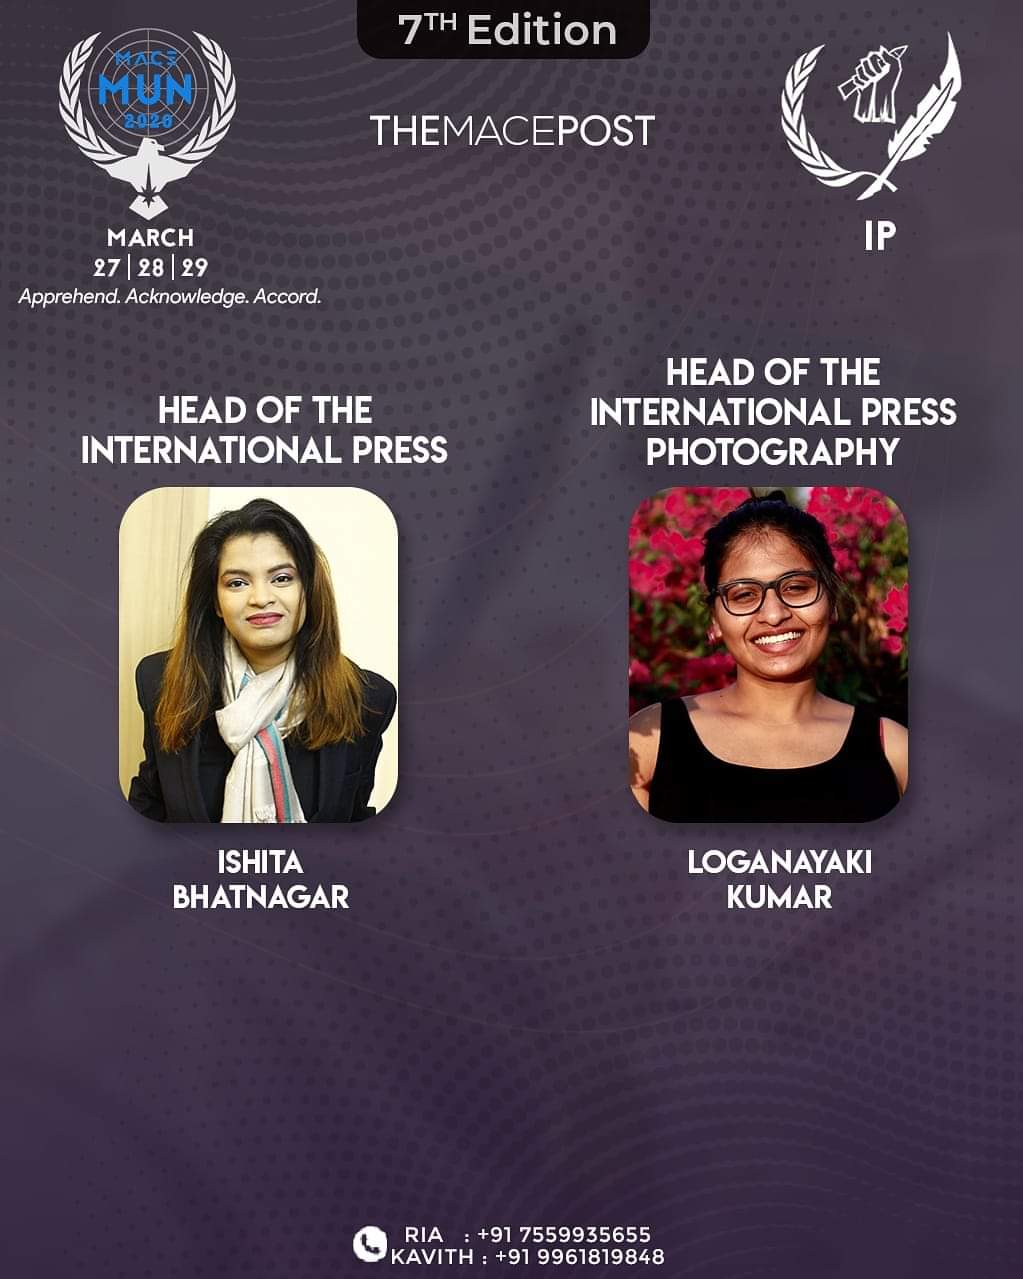 7TH Edition
MACE
MUN
2020
THEMACEPOST
MARCH
27 | 28 | 29
Apprehend. Acknowledge. Accord.
IP
HEAD OF THE
INTERNATIONAL PRESS
HEAD OF THE
INTERNATIONAL PRESS
PHOTOGRAPHY
ISHITA
BHATNAGAR
LOGANAYAKI
KUMAR
RIA : +91 7559935655
KAVITH : +91 9961819848